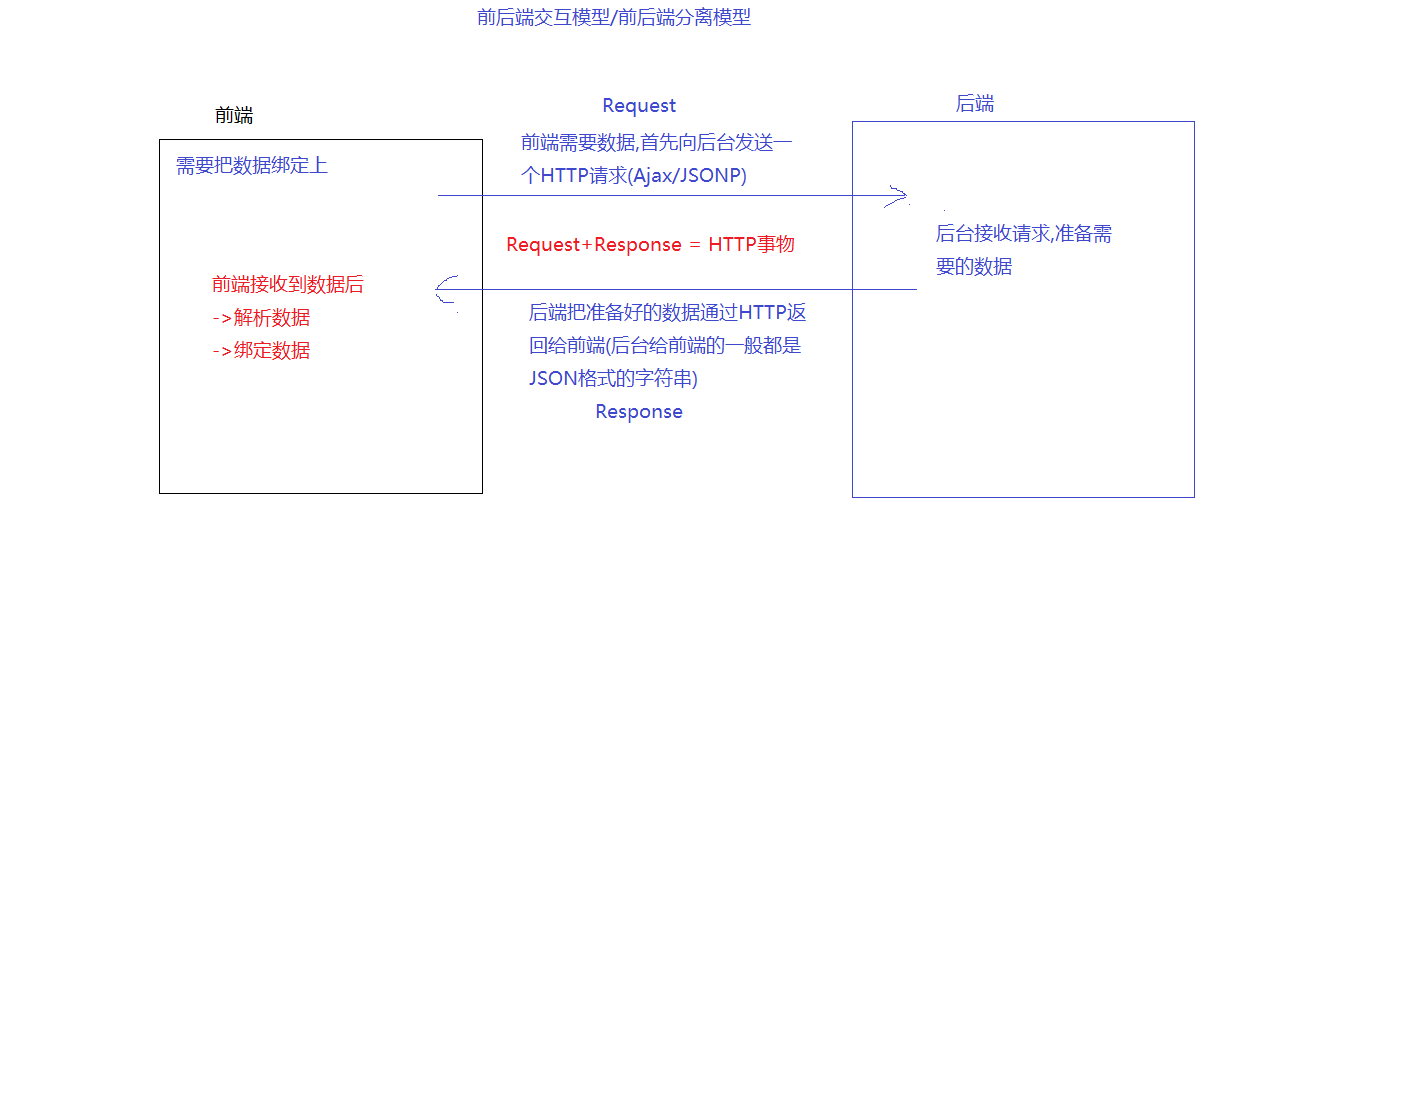 前后端交互模型/前后端分离模型
前端
需要把数据绑定上
前端接收到数据后
->解析数据
->绑定数据
Request
前端需要数据,首先向后台发送一
个HTTP请求(Ajax/JSONP)
Request+Response = HTTP事物
后端把准备好的数据通过HTTP返
回给前端(后台给前端的一般都是
JSON格式的字符串)
Response
后端
后台接收请求,准备需
要的数据